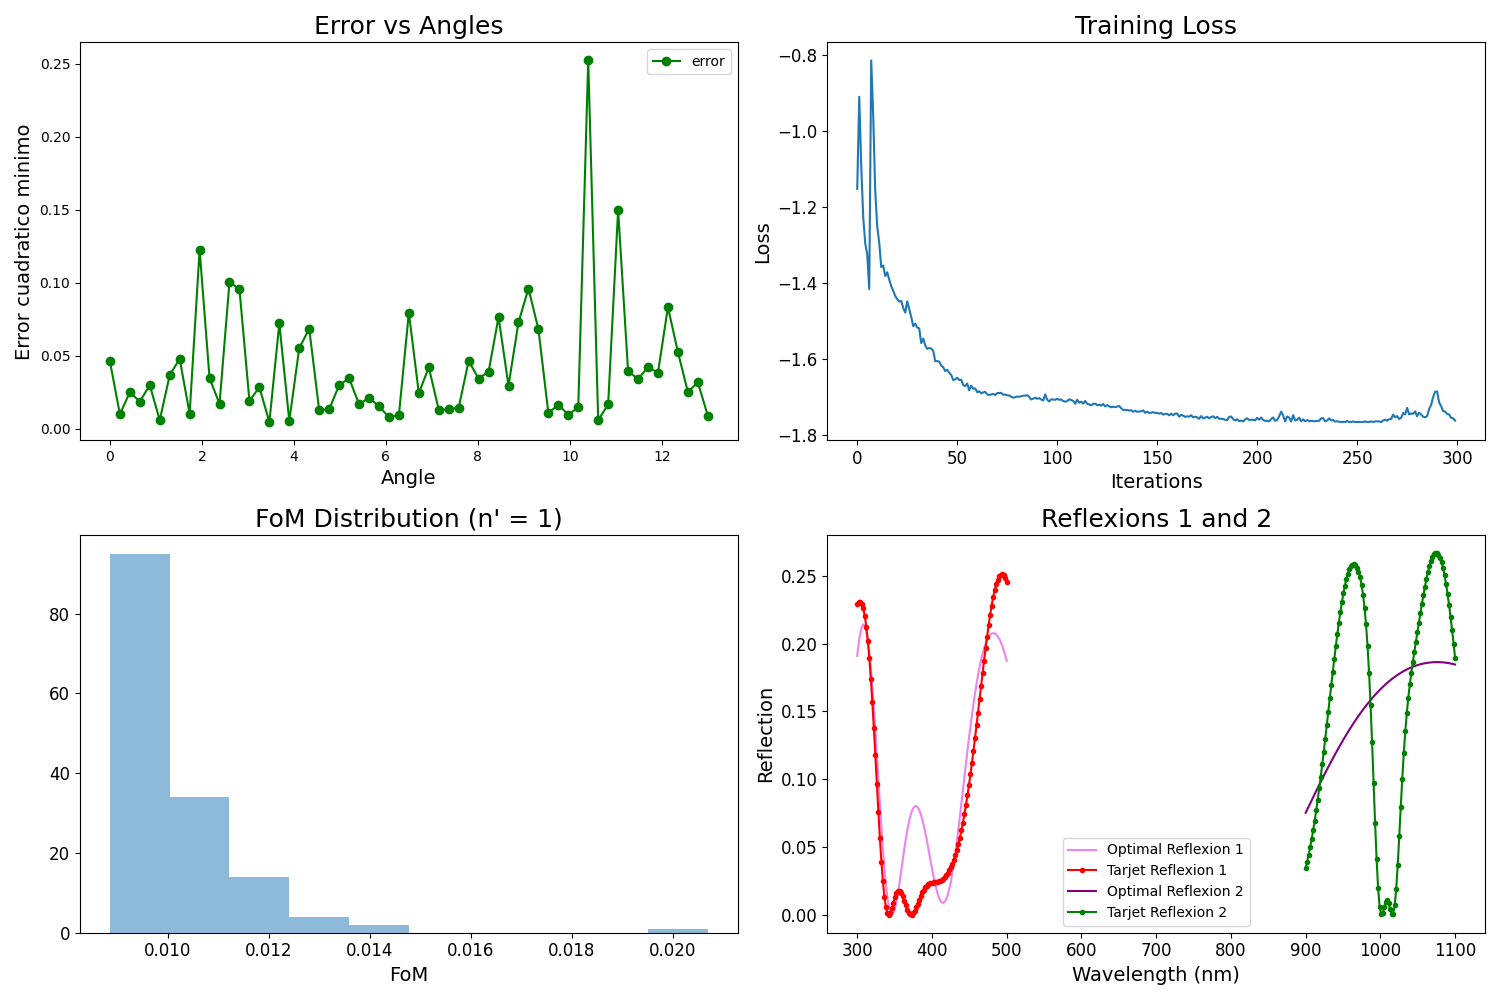 Error vs Angles
error
Error cuadratico minimo
0.25
0.20
0.15
0.10
0.05
0.00
0 2 4 6 8 10 12
Angle
Training Loss
Loss
−0.8
−1.0
−1.2
−1.4
−1.6
−1.8
0 50 100 150 200 250 300
Iterations
FoM Distribution (n' = 1)
80
60
40
20
0
0.010 0.012 0.014 0.016 0.018 0.020
FoM
Reflexions 1 and 2
Reflection
0.25
0.20
0.15
0.10
0.05
0.00
Optimal Reflexion 1
Tarjet Reflexion 1
Optimal Reflexion 2
Tarjet Reflexion 2
300 400 500 600 700 800 900 1000 1100
Wavelength (nm)